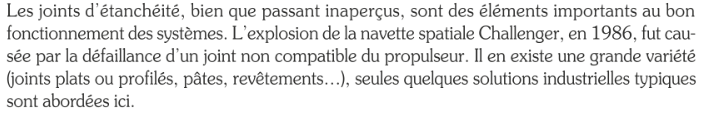 Les joints d'étanchéité, bien que passant inaperçus, sont des éléments importants au bon
fonctionnement des systèmes. L'explosion de la navette spatiale Challenger, en 1986, fut cau-
sée par la défaillance d'un joint non compatible du propulseur. Il en existe une grande variété
(joints plats ou profilés, pâtes, revêtements...), seules quelques solutions industrielles typiques
sont abordées ici.